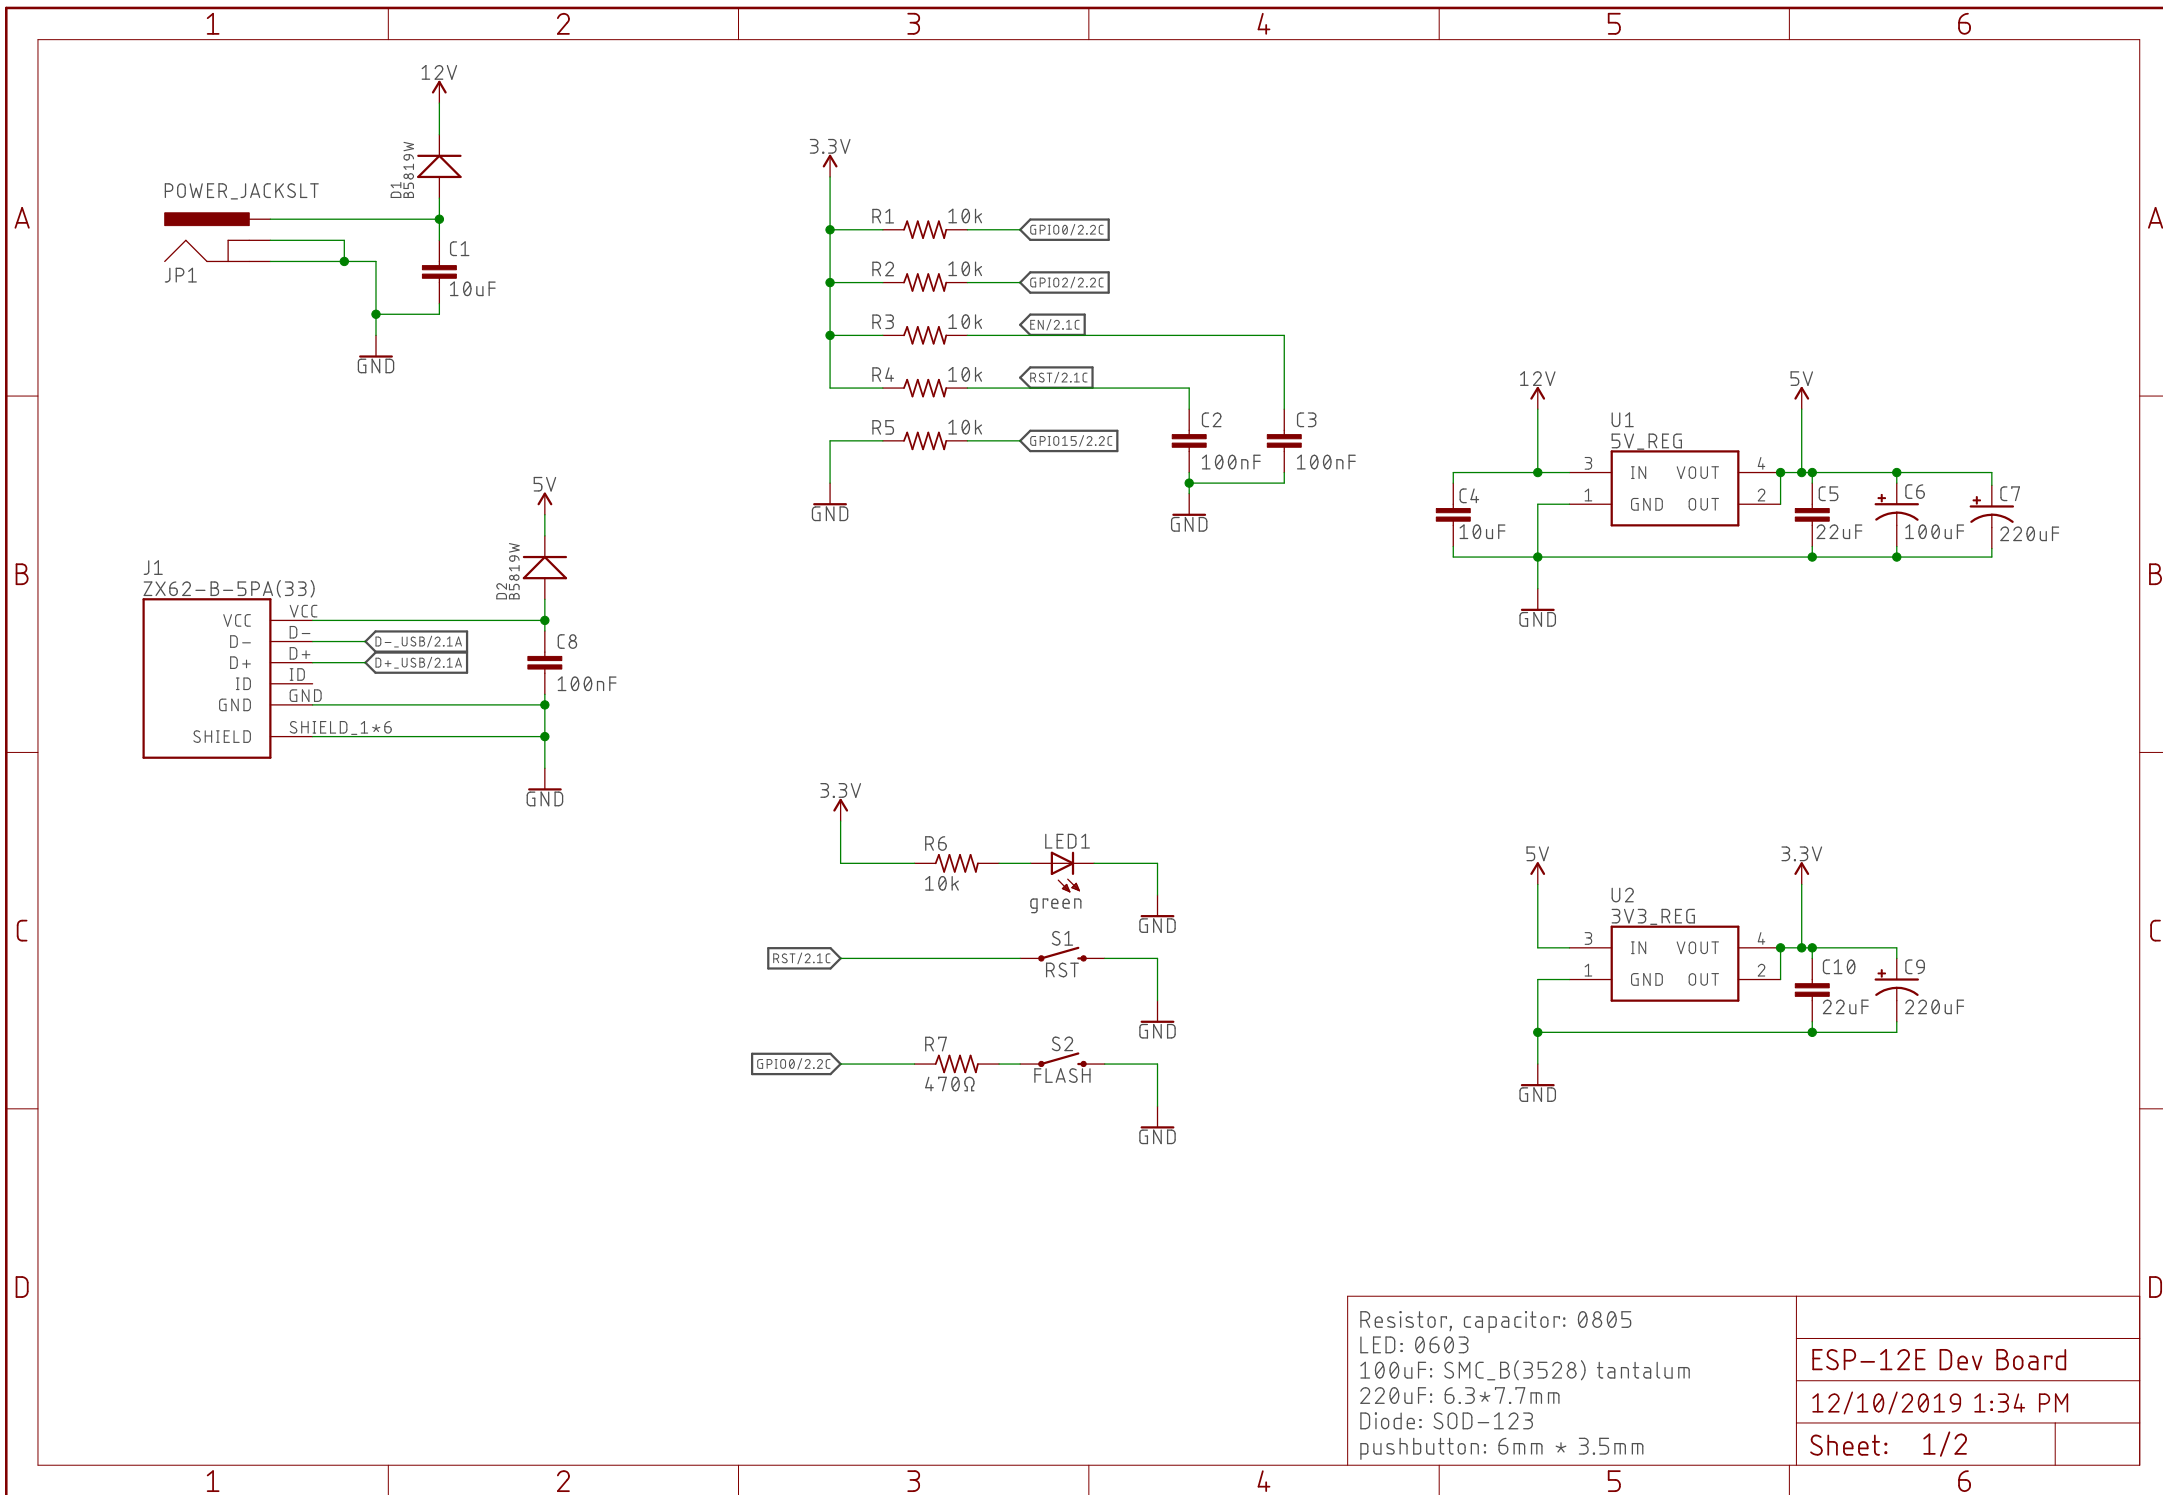 1 2 3 4 5 6
A A
B B
C C
D D
12V
D1
B5819W
POWER_JACKSLT
JP1
C1
10uF
GND
5V
D2
B5819W
J1
ZX62-B-5PA(33)
VCC VCC
D- D-
D+ D+
ID ID
GND GND
SHIELD SHIELD_1*6
D-_USB/2.1A
D+_USB/2.1A
C8
100nF
GND
3.3V
R1 10k GPIO0/2.2C
R2 10k GPIO2/2.2C
R3 10k EN/2.1C
R4 10k RST/2.1C
R5 10k GPIO15/2.2C
GND
C2
100nF
C3
100nF
GND
3.3V
R6
10k
LED1
green
GND
RST/2.1C
S1
RST
GND
GPIO0/2.2C
R7
470Ω
S2
FLASH
GND
12V
5V
U1
5V_REG
3 IN VOUT 4
1 GND OUT 2
C4
10uF
C5
22uF
C6
100uF
C7
220uF
GND
5V
3.3V
U2
3V3_REG
3 IN VOUT 4
1 GND OUT 2
C10
22uF
C9
220uF
GND
Resistor, capacitor: 0805
LED: 0603
100uF: SMC_B(3528) tantalum
220uF: 6.3*7.7mm
Diode: SOD-123
pushbutton: 6mm * 3.5mm
ESP-12E Dev Board
12/10/2019 1:34 PM
Sheet: 1/2
1 2 3 4 5 6